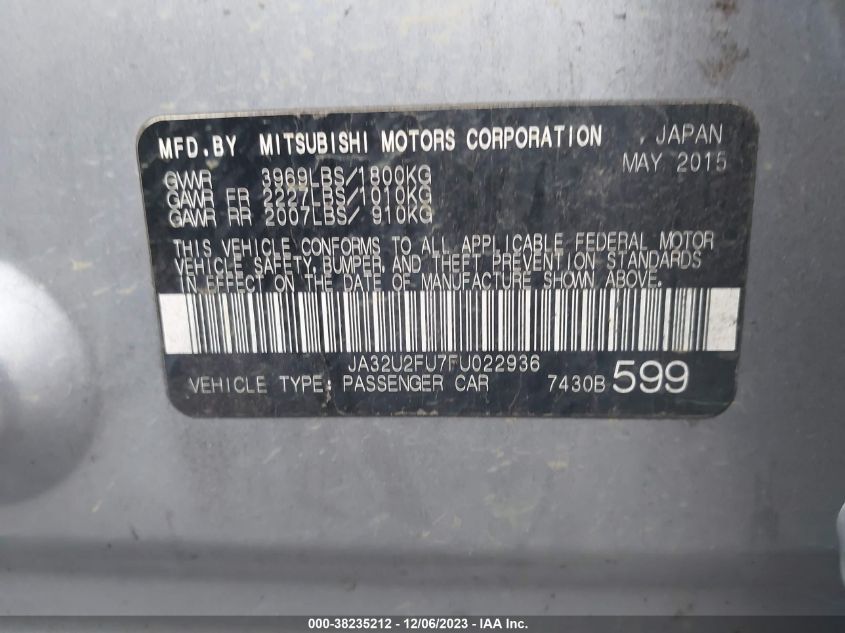 MFD.BY MITSUBISHI MOTORS CORPORATION JAPAN
MAY 2015
GVWR 3969LBS/1800KG
GAWR FR 2227LBS/1010KG
GAWR RR 2007LBS/ 910KG
THIS VEHICLE CONFORMS TO ALL APPLICABLE FEDERAL MOTOR
VEHICLE SAFETY, BUMPER, AND THEFT PREVENTION STANDARDS
IN EFFECT ON THE DATE OF MANUFACTURE SHOWN ABOVE.
JA32U2FU7FU022936
VEHICLE TYPE: PASSENGER CAR 7430B 599
000-38235212 - 12/06/2023 - IAAI Inc.